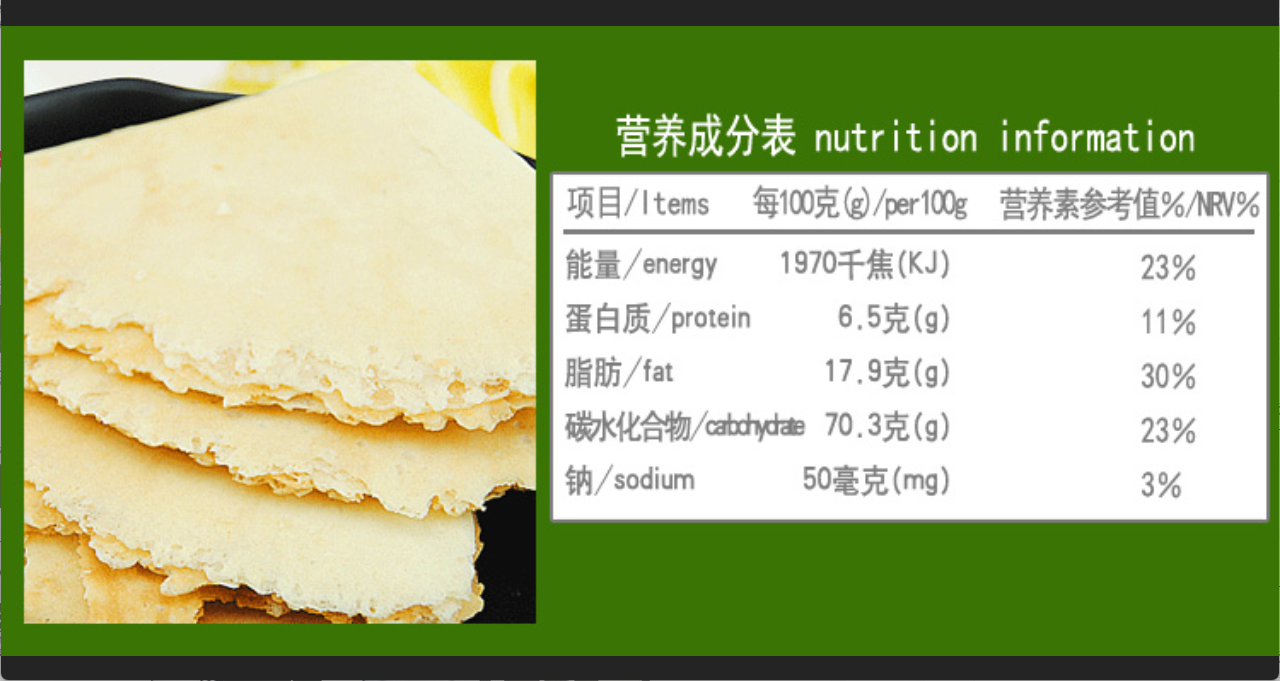 营养成分表 nutrition information
项目/Items 每100克(g)/per100g 营养素参考值%/NRV%
能量/energy 1970千焦(KJ) 23%
蛋白质/protein 6.5克(g) 11%
脂肪/fat 17.9克(g) 30%
碳水化合物/carbohydrate 70.3克(g) 23%
钠/sodium 50毫克(mg) 3%